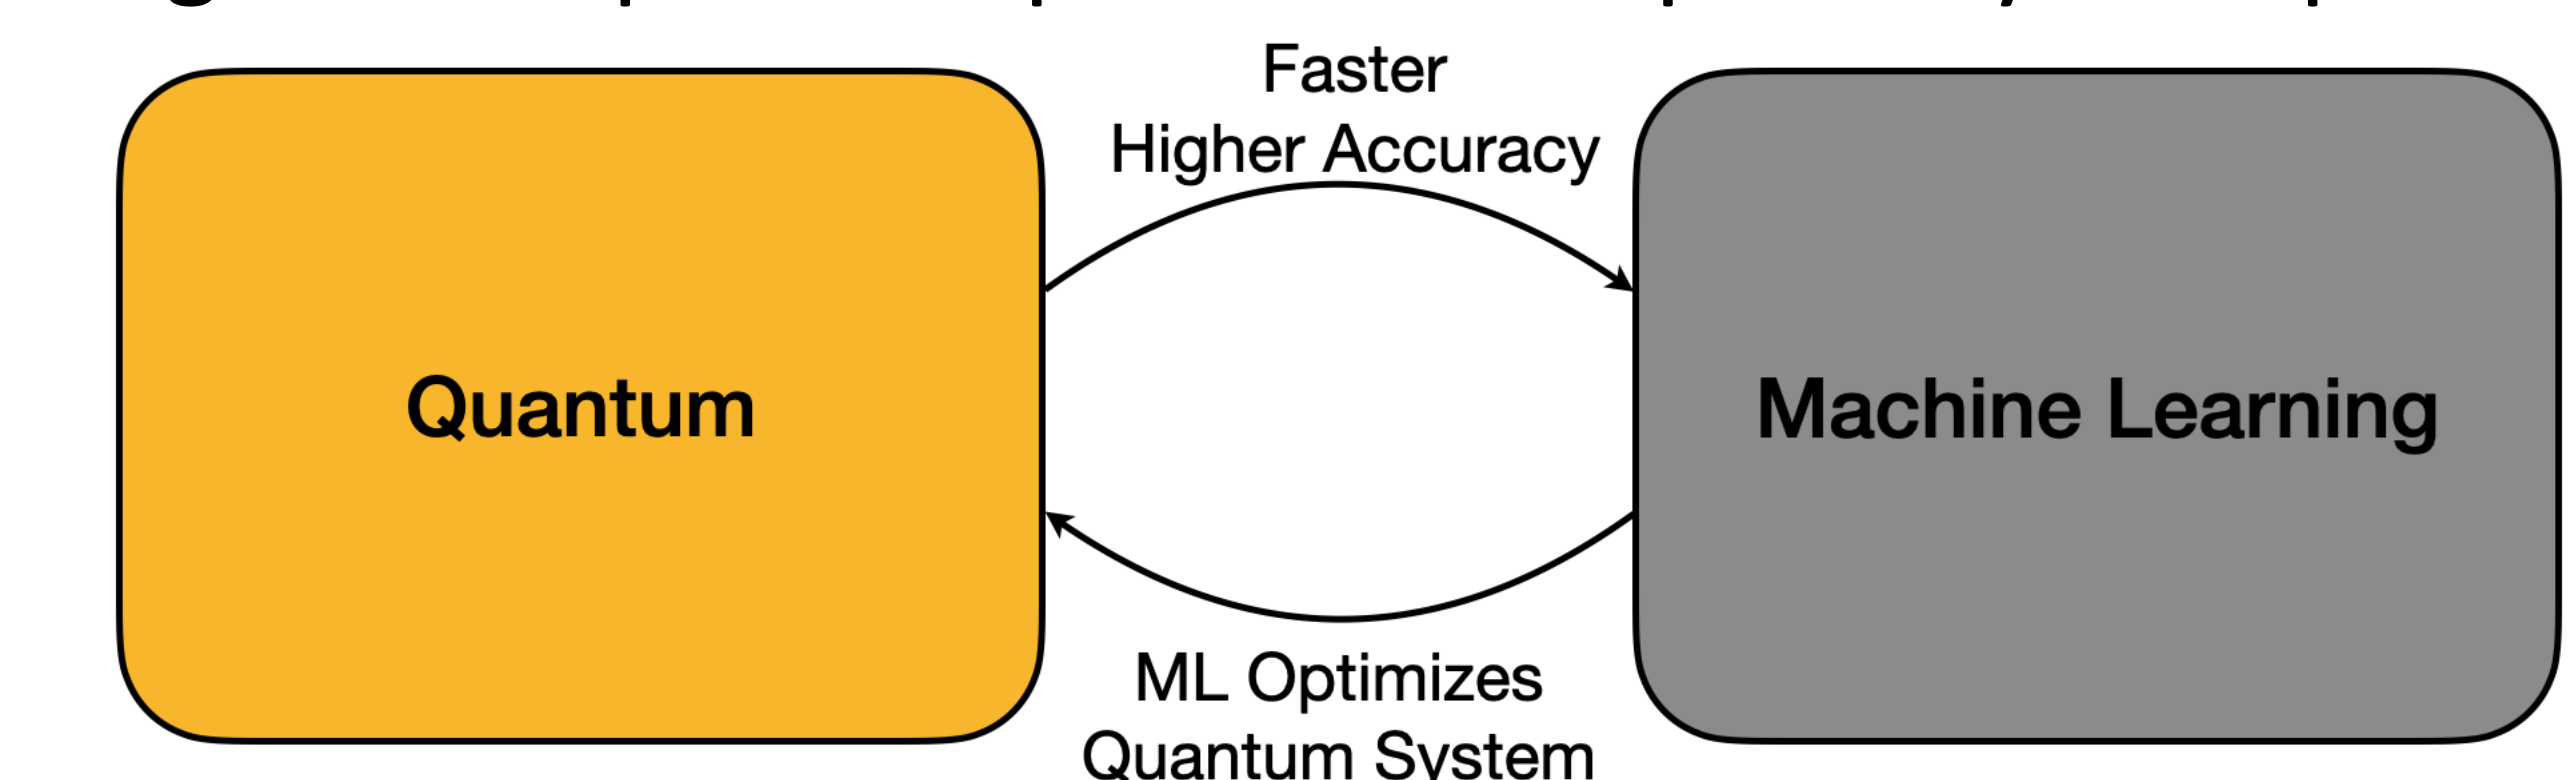 Faster
Higher Accuracy
Quantum
Machine Learning
ML Optimizes
Quantum System